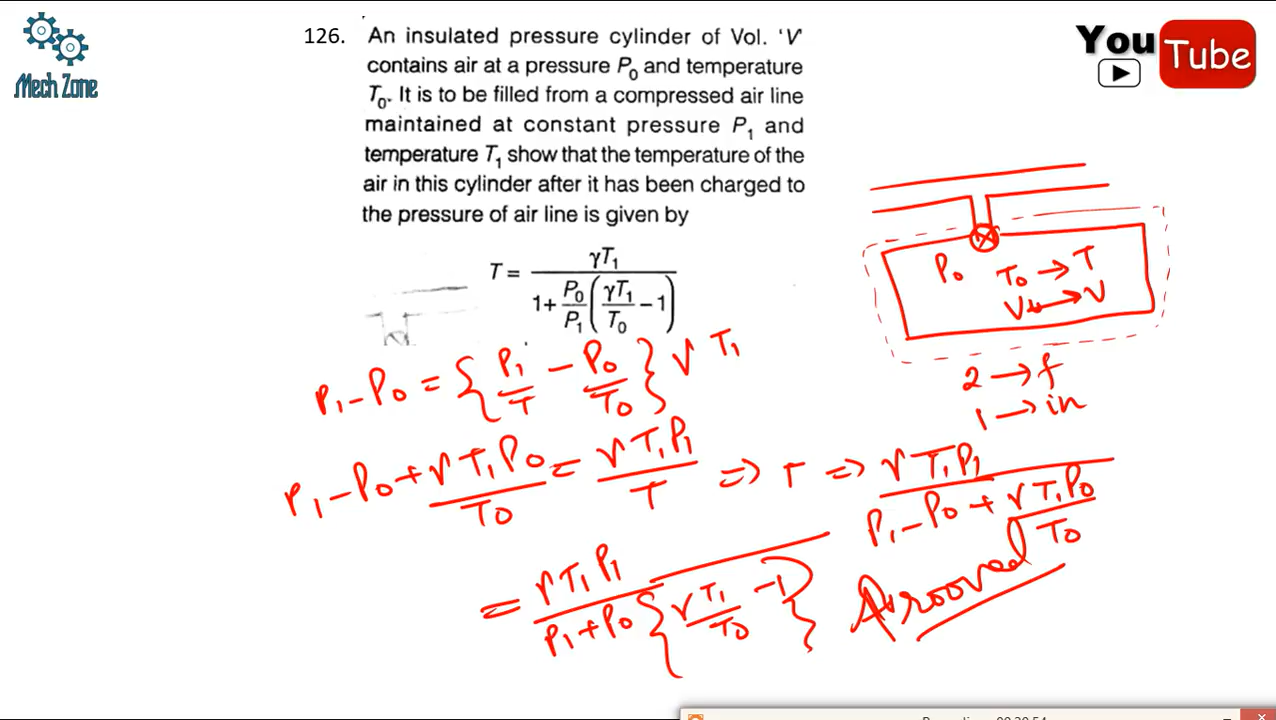 Mech Zone
You Tube
126. An insulated pressure cylinder of Vol. 'V'
contains air at a pressure P₀ and temperature
T₀. It is to be filled from a compressed air line
maintained at constant pressure P₁ and
temperature T₁ show that the temperature of the
air in this cylinder after it has been charged to
the pressure of air line is given by
T = γT₁ / (1 + P₀/P₁ (γT₁/T₀ − 1))
P₀ T₀ → T
V → V
2 → f
1 → in
P₁ − P₀ = {P₁/T − P₀/T₀} γ T₁
P₁ − P₀ + γT₁P₀/T₀ = γT₁P₁/T ⇒ T ⇒ γT₁P₁ / (P₁ − P₀ + γT₁P₀/T₀)
= γT₁P₁ / (P₁ + P₀ {γT₁/T₀ − 1})